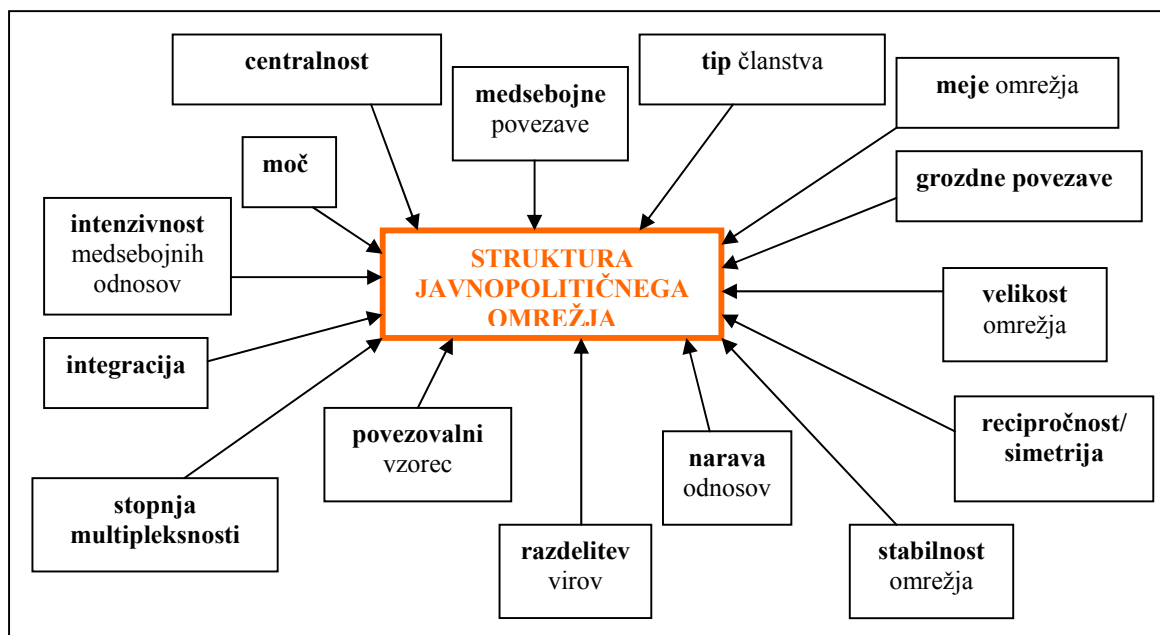 centralnost
tip članstva
medsebojne
povezave
meje omrežja
moč
grozdne povezave
intenzivnost
medsebojnih
odnosov
STRUKTURA
JAVNOPOLITIČNEGA
OMREŽJA
velikost
omrežja
integracija
povezovalni
vzorec
narava
odnosov
recipročnost/
simetrija
stopnja
multipleksnosti
razdelitev
virov
stabilnost
omrežja